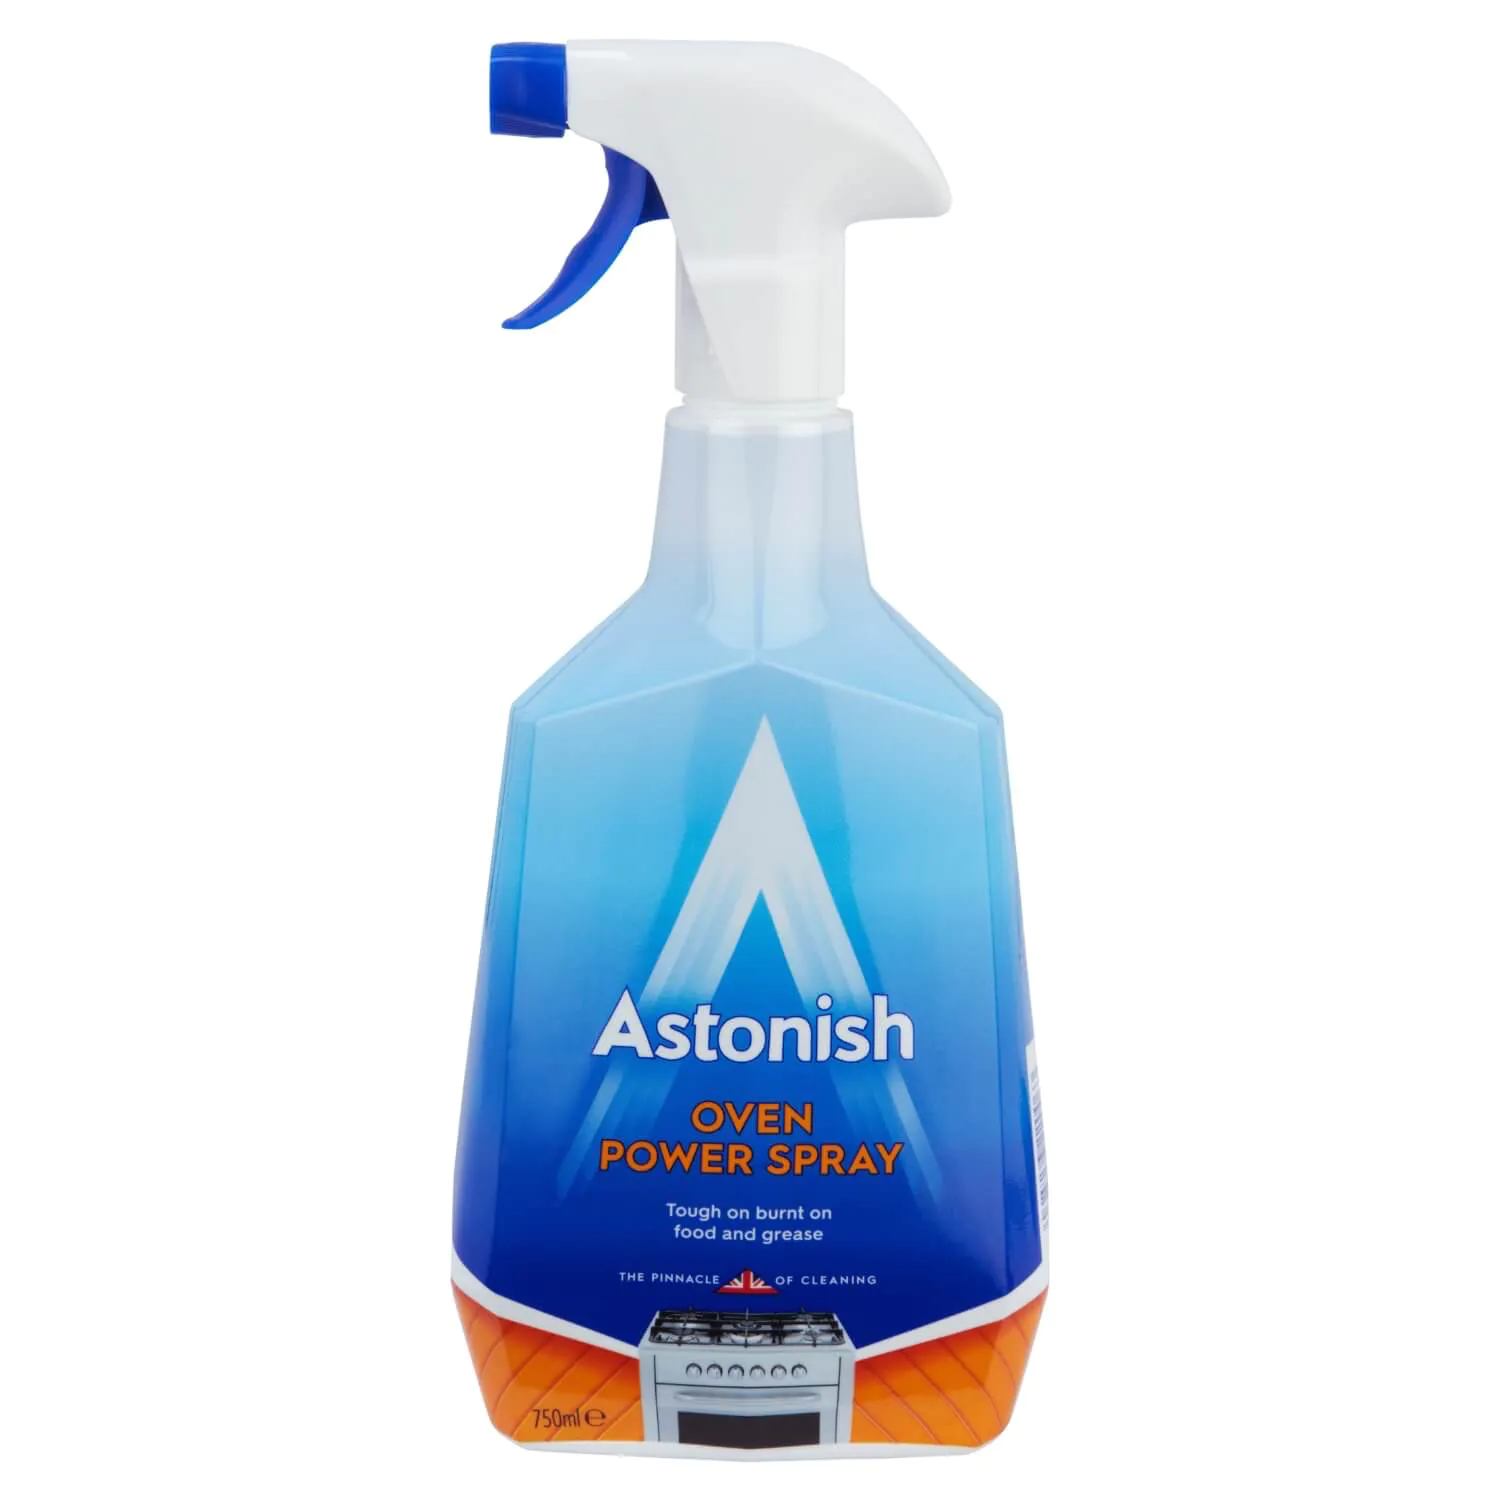 Astonish
OVEN
POWER SPRAY
Tough on burnt on
food and grease
THE PINNACLE OF CLEANING
750ml e